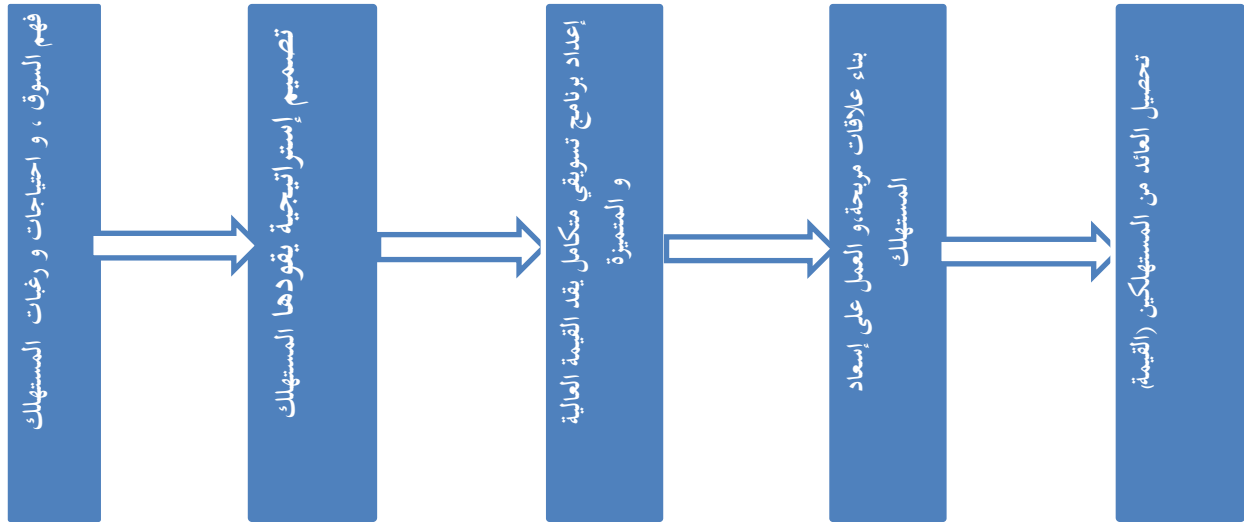 فهم السوق ، و احتياجات و رغبات المستهلك
تصميم إستراتيجية يقودها المستهلك
إعداد برنامج تسويقي متكامل يقد القيمة العالية
و المتميزة
بناء علاقات مربحة،و العمل على إسعاد
المستهلك
تحصيل العائد من المستهلكين (القيمة)